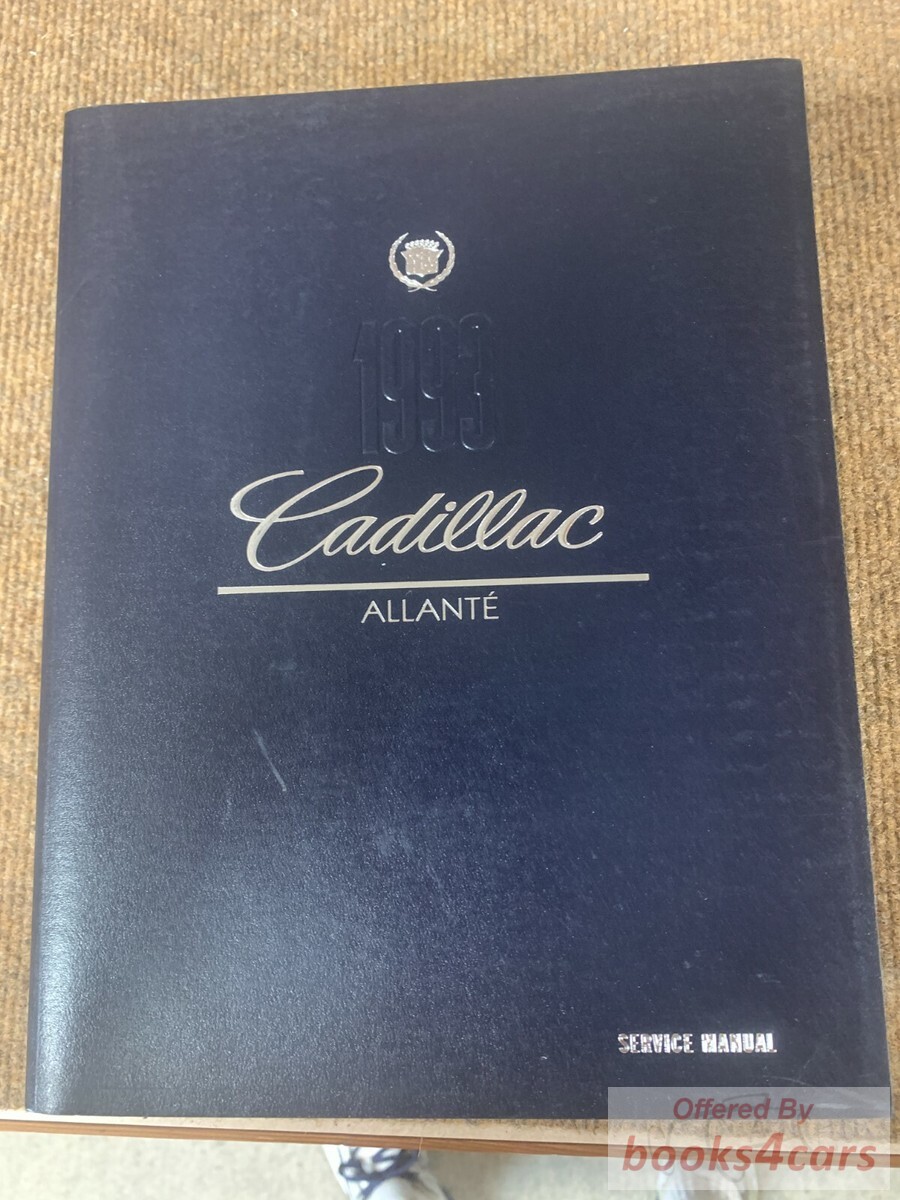 1993
Cadillac
ALLANTÉ
SERVICE MANUAL
Offered By
books4cars